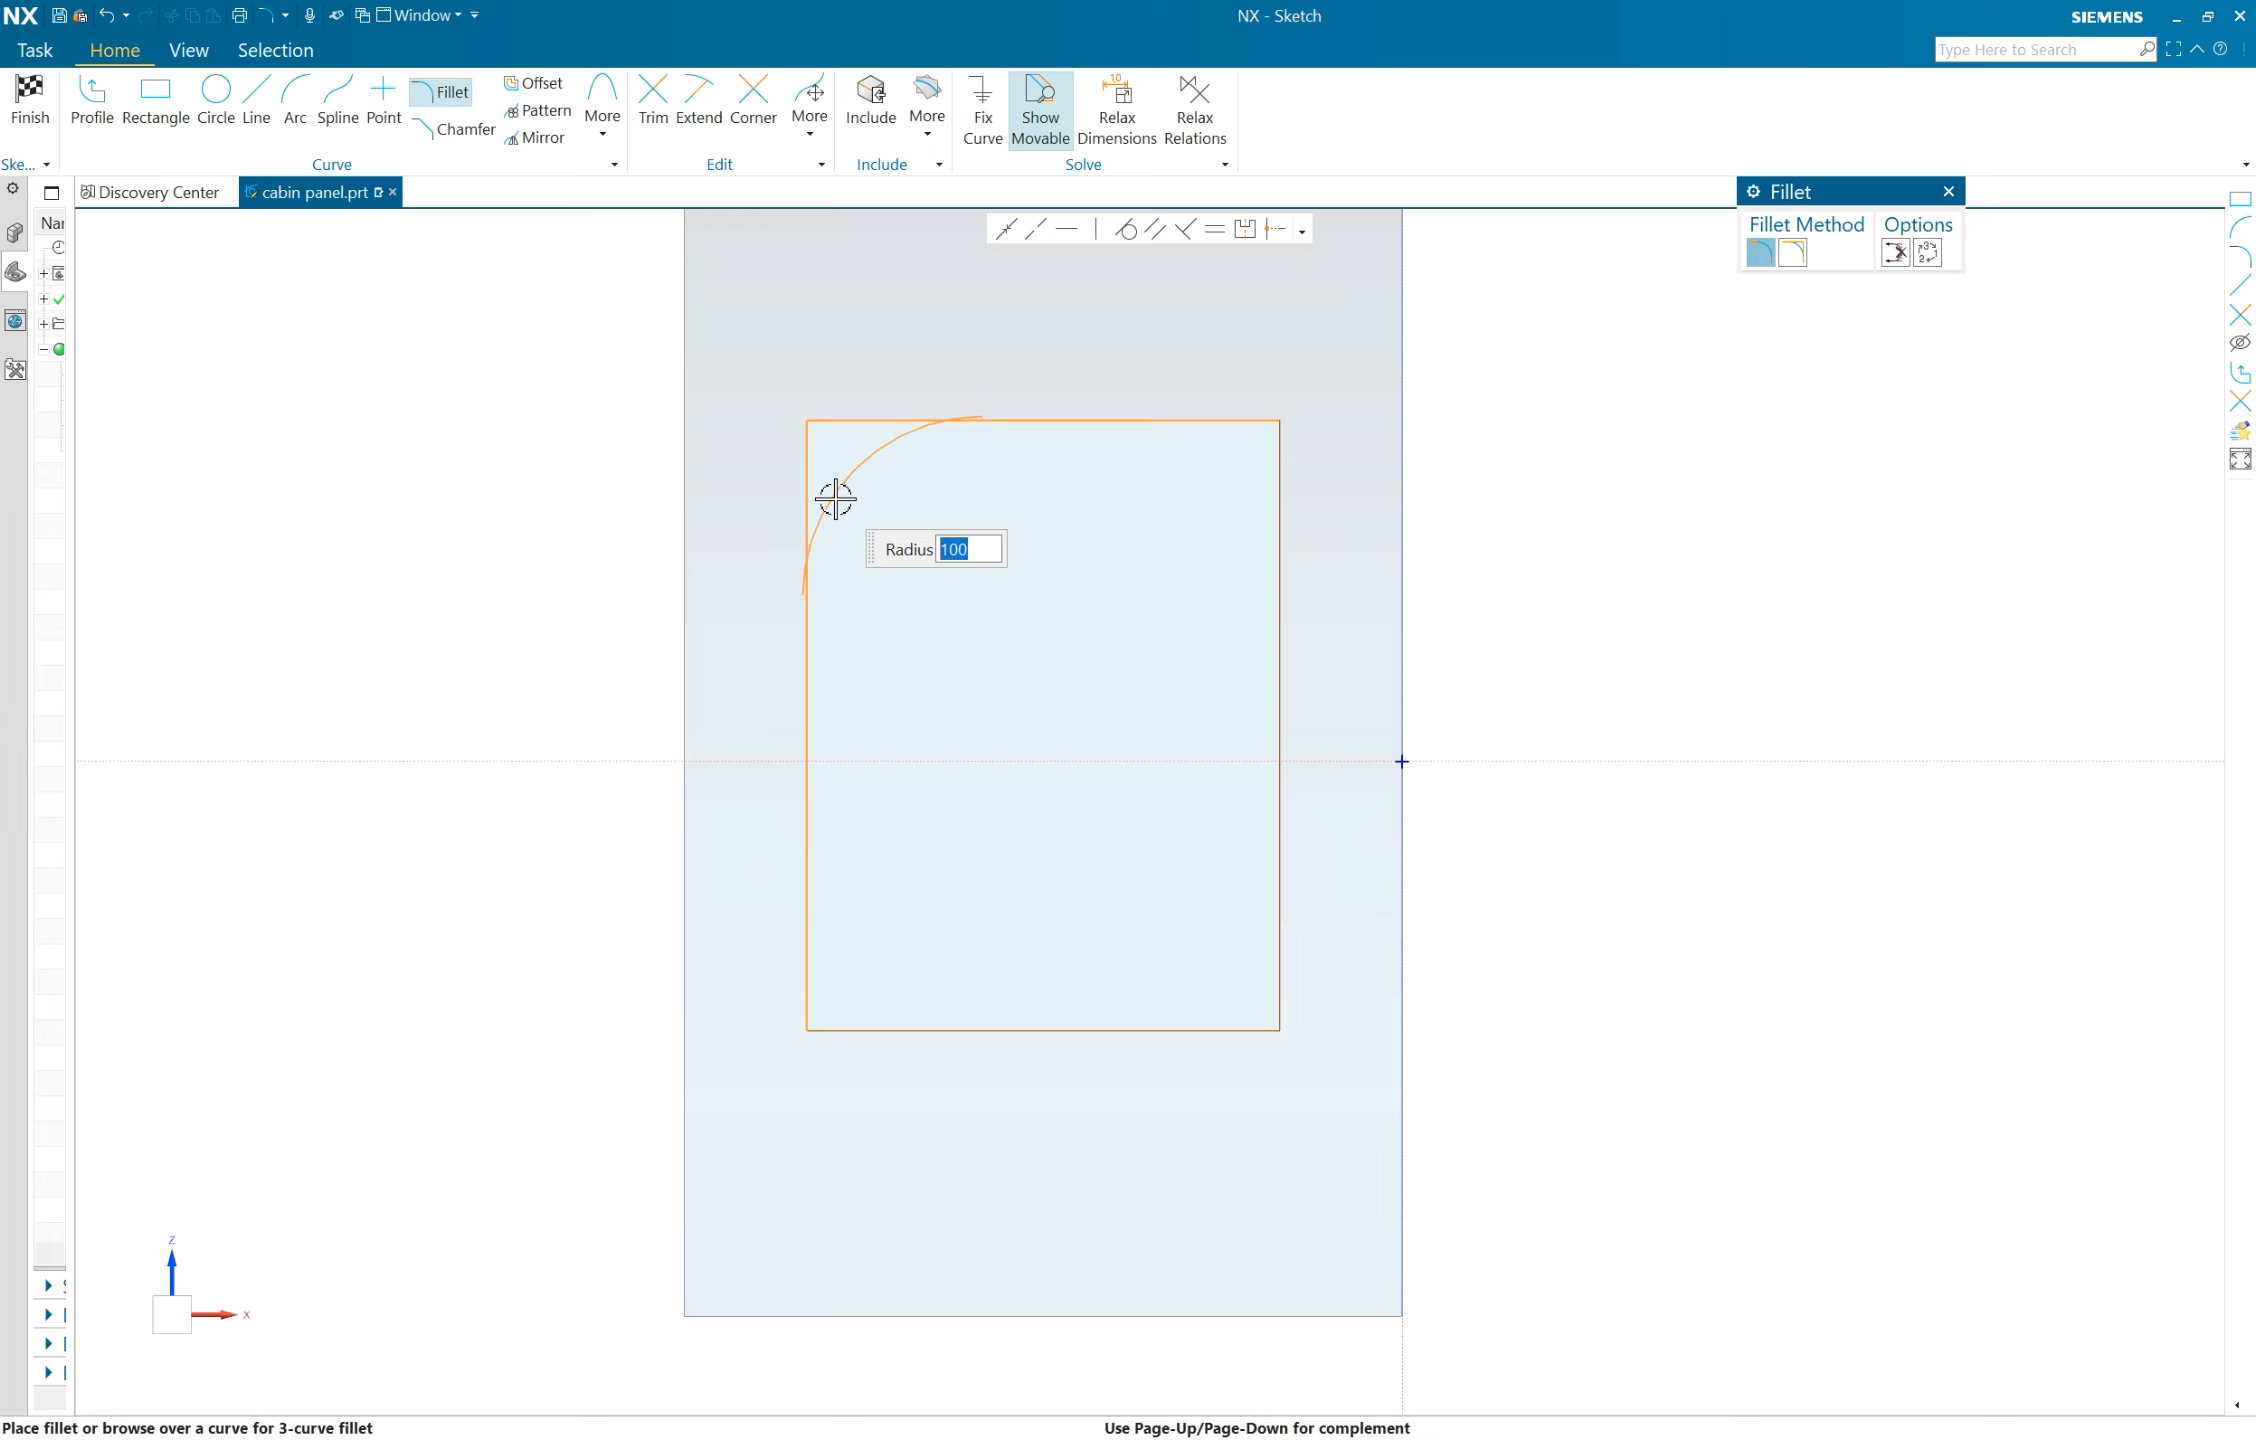 NX Window NX - Sketch SIEMENS
Task Home View Selection Type Here to Search
Finish Profile Rectangle Circle Line Arc Spline Point Fillet Chamfer Offset Pattern Mirror More Trim Extend Corner More Include More Fix Curve Show Movable 10 Relax Dimensions Relax Relations
Ske... Curve Edit Include Solve
Discovery Center cabin panel.prt
Fillet
Nar
Fillet Method Options
Radius 100
Z
X
Place fillet or browse over a curve for 3-curve fillet Use Page-Up/Page-Down for complement